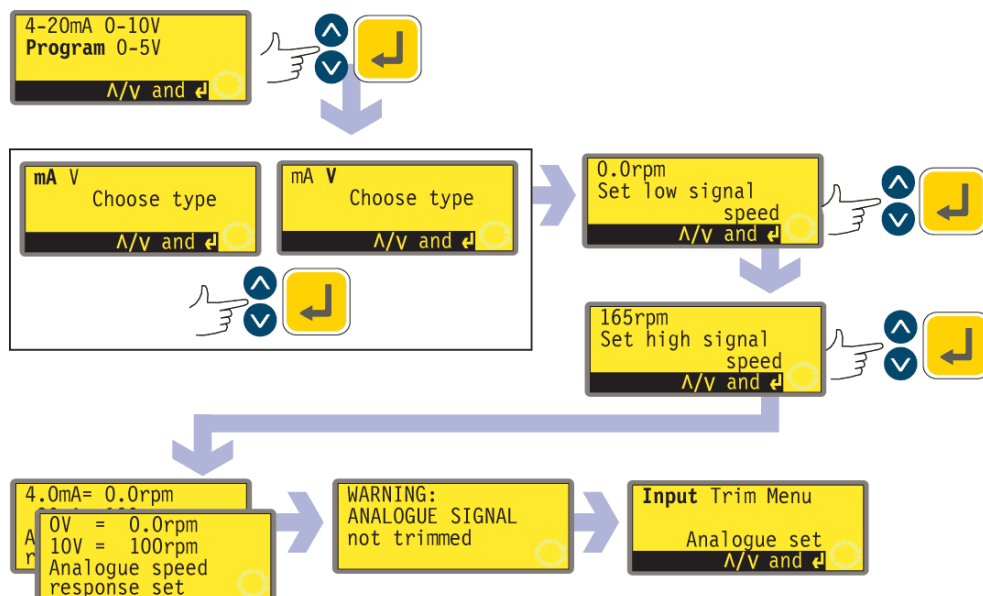 4-20mA 0-10V
Program 0-5V
∧/∨ and ↵
mA V
Choose type
∧/∨ and ↵
mA V
Choose type
∧/∨ and ↵
0.0rpm
Set low signal
speed
∧/∨ and ↵
165rpm
Set high signal
speed
∧/∨ and ↵
4.0mA= 0.0rpm
0V = 0.0rpm
10V = 100rpm
Analogue speed
response set
WARNING:
ANALOGUE SIGNAL
not trimmed
Input Trim Menu
Analogue set
∧/∨ and ↵